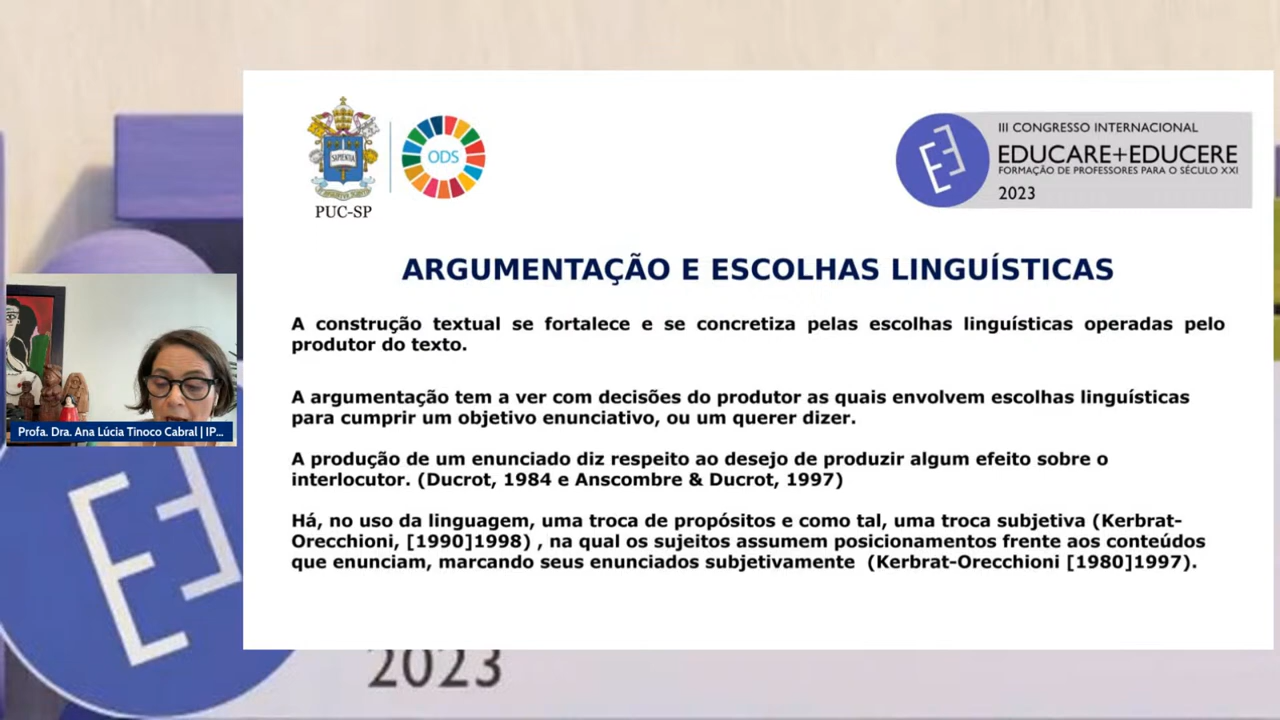 SAPIENTIA
PUC-SP
ODS
III CONGRESSO INTERNACIONAL
EDUCARE+EDUCERE
FORMAÇÃO DE PROFESSORES PARA O SÉCULO XXI
2023
ARGUMENTAÇÃO E ESCOLHAS LINGUÍSTICAS
A construção textual se fortalece e se concretiza pelas escolhas linguísticas operadas pelo
produtor do texto.
A argumentação tem a ver com decisões do produtor as quais envolvem escolhas linguísticas
para cumprir um objetivo enunciativo, ou um querer dizer.
A produção de um enunciado diz respeito ao desejo de produzir algum efeito sobre o
interlocutor. (Ducrot, 1984 e Anscombre & Ducrot, 1997)
Há, no uso da linguagem, uma troca de propósitos e como tal, uma troca subjetiva (Kerbrat-
Orecchioni, [1990]1998) , na qual os sujeitos assumem posicionamentos frente aos conteúdos
que enunciam, marcando seus enunciados subjetivamente (Kerbrat-Orecchioni [1980]1997).
Profa. Dra. Ana Lúcia Tinoco Cabral | IP...
2023